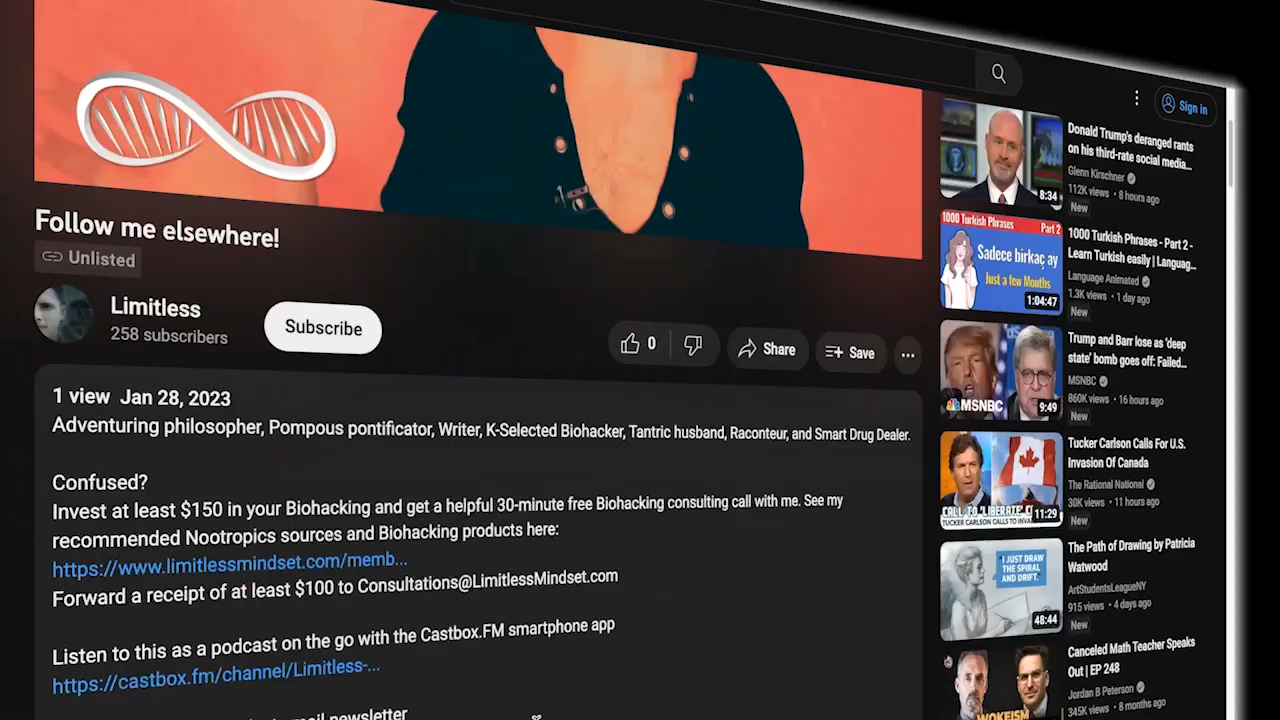 Follow me elsewhere!
Unlisted
Limitless
258 subscribers
Subscribe
0
Share
Save
1 view Jan 28, 2023
Adventuring philosopher, Pompous pontificator, Writer, K-Selected Biohacker, Tantric husband, Raconteur, and Smart Drug Dealer.
Confused?
Invest at least $150 in your Biohacking and get a helpful 30-minute free Biohacking consulting call with me. See my
recommended Nootropics sources and Biohacking products here:
https://www.limitlessmindset.com/memb...
Forward a receipt of at least $100 to Consultations@LimitlessMindset.com
Listen to this as a podcast on the go with the Castbox.FM smartphone app
https://castbox.fm/channel/Limitless-...
mail newsletter
Sign in
8:34
Donald Trump's deranged rants
on his third-rate social media...
Glenn Kirschner
112K views • 8 hours ago
New
1000 Turkish Phrases Part 2
Sadece birkaç ay
Just a few Months
1:04:47
1000 Turkish Phrases - Part 2 -
Learn Turkish easily | Languag...
Language Animated
1.3K views • 1 day ago
New
MSNBC
9:49
Trump and Barr lose as 'deep
state' bomb goes off: Failed...
MSNBC
860K views • 16 hours ago
New
CALL TO 'LIBERATE'
TUCKER CARLSON CALLS TO
11:29
Tucker Carlson Calls For U.S.
Invasion Of Canada
The Rational National
30K views • 11 hours ago
New
I JUST DRAW
THE SPIRAL
AND DRIFT.
48:44
The Path of Drawing by Patricia
Watwood
ArtStudentsLeagueNY
915 views • 4 days ago
New
WOKEISM
Canceled Math Teacher Speaks
Out | EP 248
Jordan B Peterson
345K views • 8 months ago